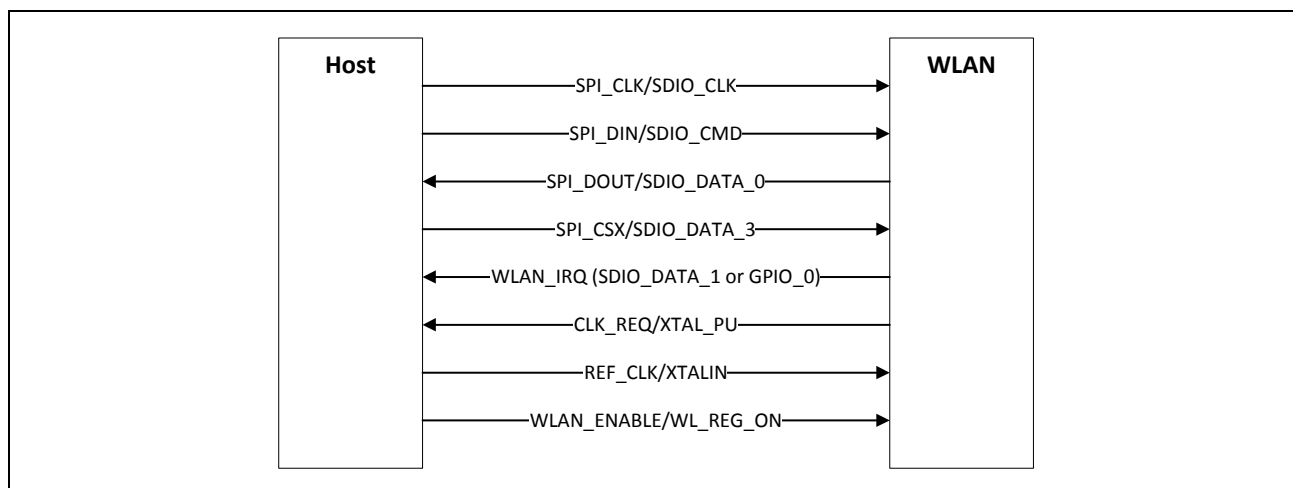 Host
WLAN
SPI_CLK/SDIO_CLK
SPI_DIN/SDIO_CMD
SPI_DOUT/SDIO_DATA_0
SPI_CSX/SDIO_DATA_3
WLAN_IRQ (SDIO_DATA_1 or GPIO_0)
CLK_REQ/XTAL_PU
REF_CLK/XTALIN
WLAN_ENABLE/WL_REG_ON